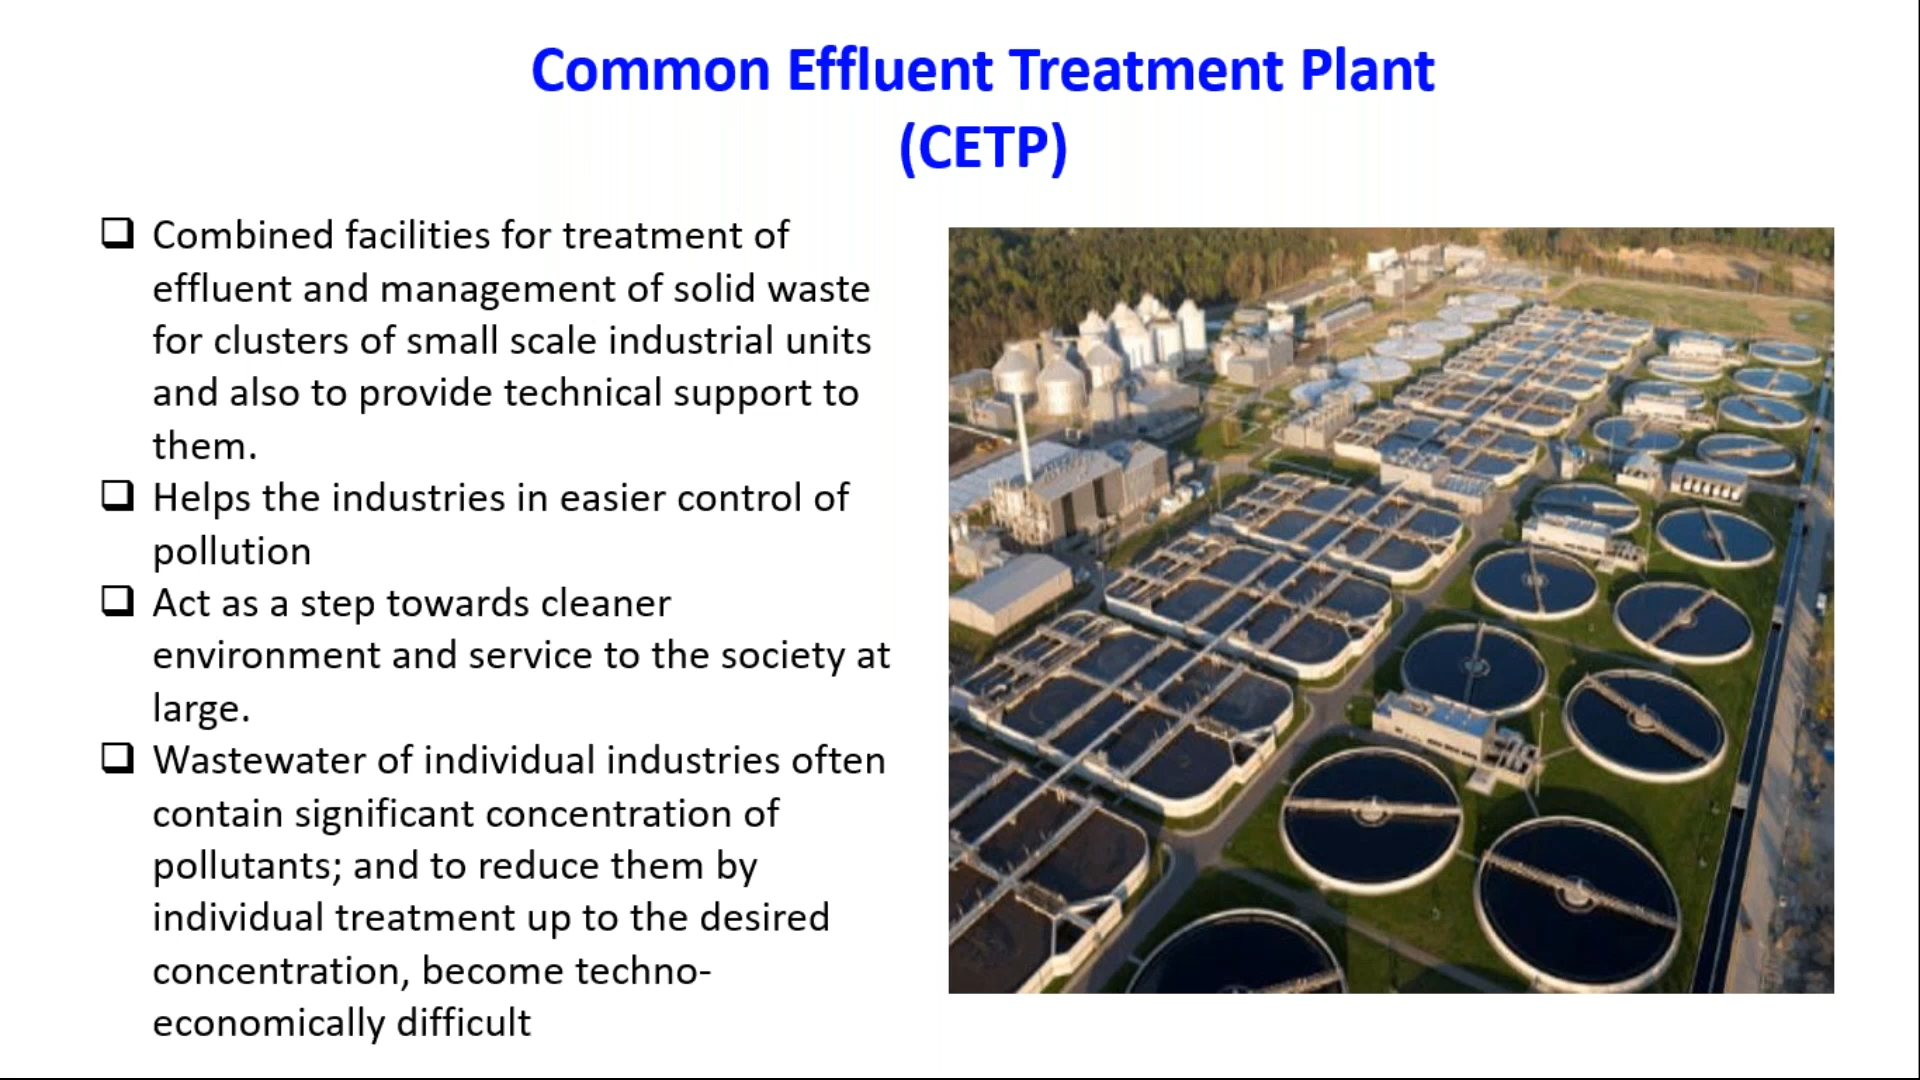 Common Effluent Treatment Plant
(CETP)
❑ Combined facilities for treatment of
effluent and management of solid waste
for clusters of small scale industrial units
and also to provide technical support to
them.
❑ Helps the industries in easier control of
pollution
❑ Act as a step towards cleaner
environment and service to the society at
large.
❑ Wastewater of individual industries often
contain significant concentration of
pollutants; and to reduce them by
individual treatment up to the desired
concentration, become techno-
economically difficult